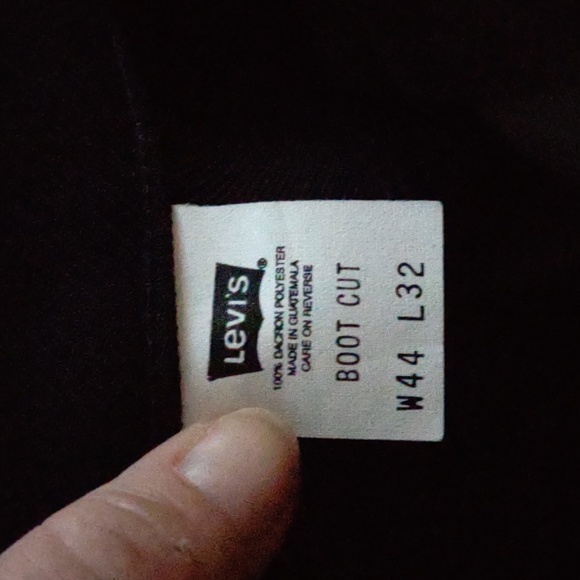 Levi's®
100% DACRON POLYESTER
MADE IN GUATEMALA
CARE ON REVERSE
BOOT CUT
W44 L32